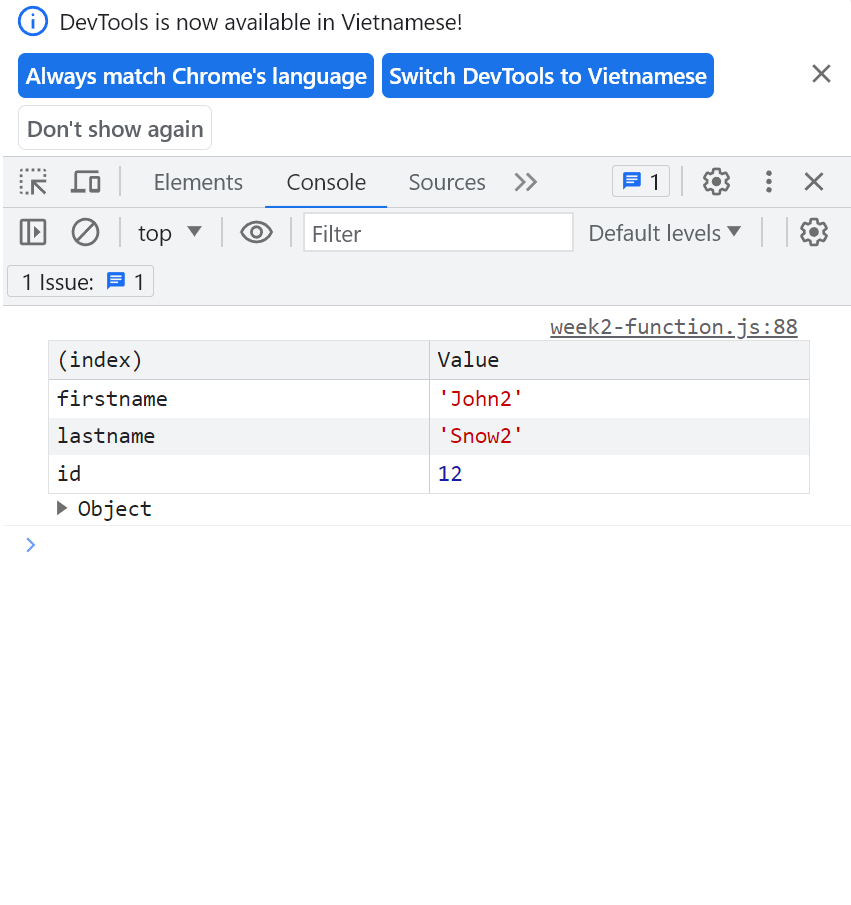 DevTools is now available in Vietnamese!
Always match Chrome's language Switch DevTools to Vietnamese
Don't show again
Elements Console Sources 1
top Filter Default levels
1 Issue: 1
week2-function.js:88
(index) Value
firstname 'John2'
lastname 'Snow2'
id 12
Object